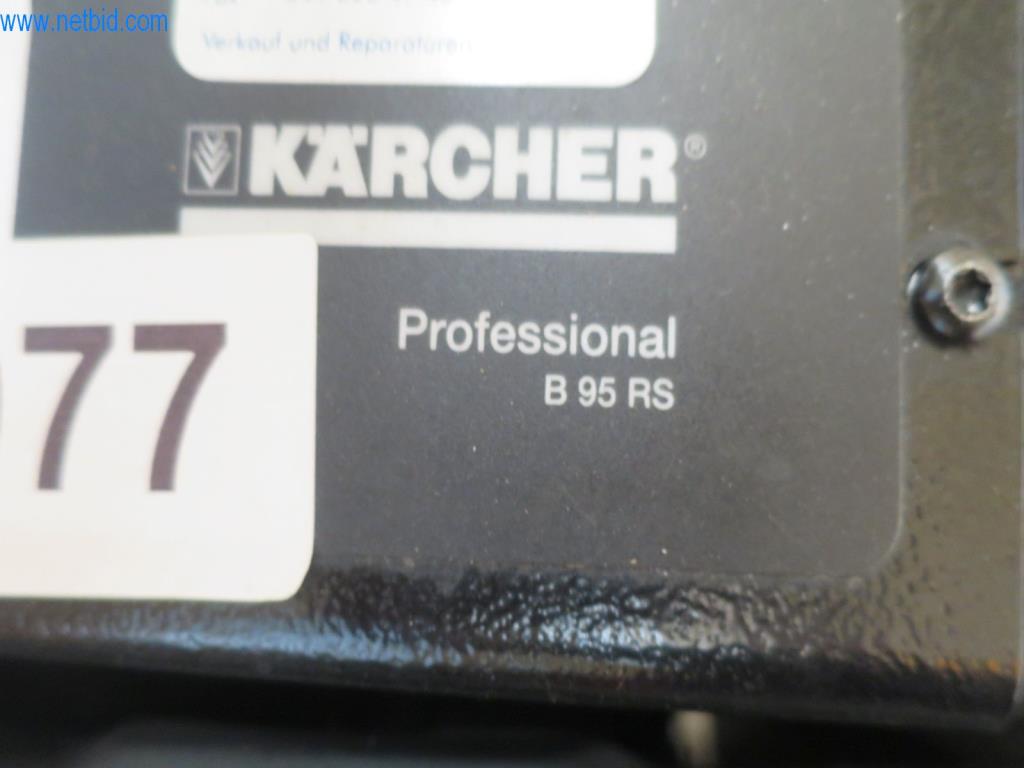 www.netbid.com
Verkauf und Reparaturen
KÄRCHER®
Professional
B 95 RS
77